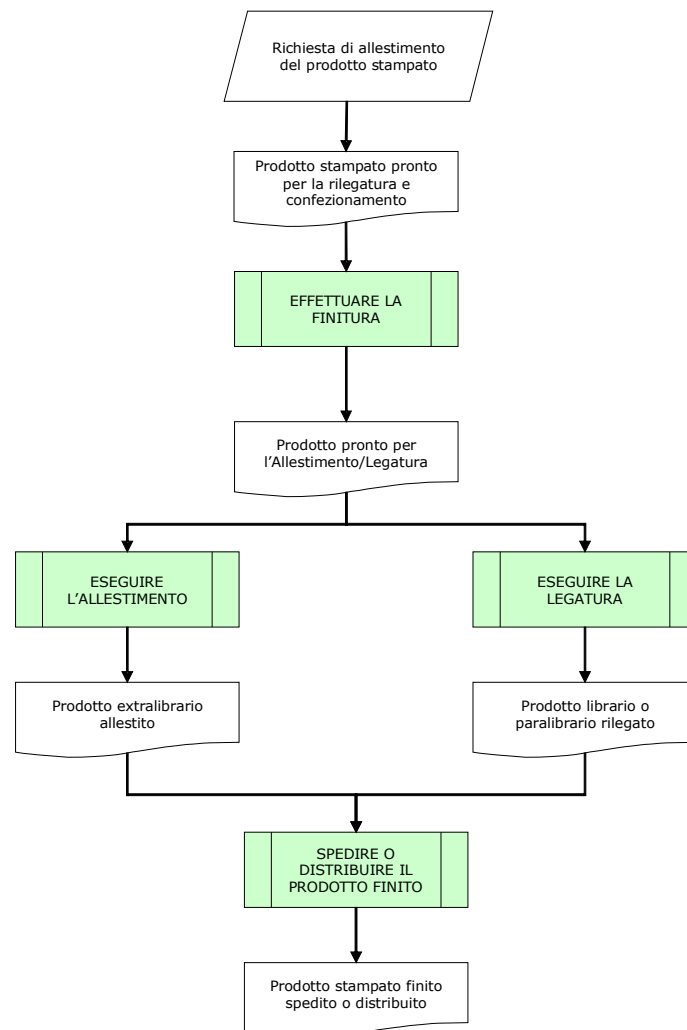 Richiesta di allestimento
del prodotto stampato
Prodotto stampato pronto
per la rilegatura e
confezionamento
EFFETTUARE LA
FINITURA
Prodotto pronto per
l'Allestimento/Legatura
ESEGUIRE
L'ALLESTIMENTO
ESEGUIRE LA
LEGATURA
Prodotto extralibrario
allestito
Prodotto librario o
paralibrario rilegato
SPEDIRE O
DISTRIBUIRE IL
PRODOTTO FINITO
Prodotto stampato finito
spedito o distribuito